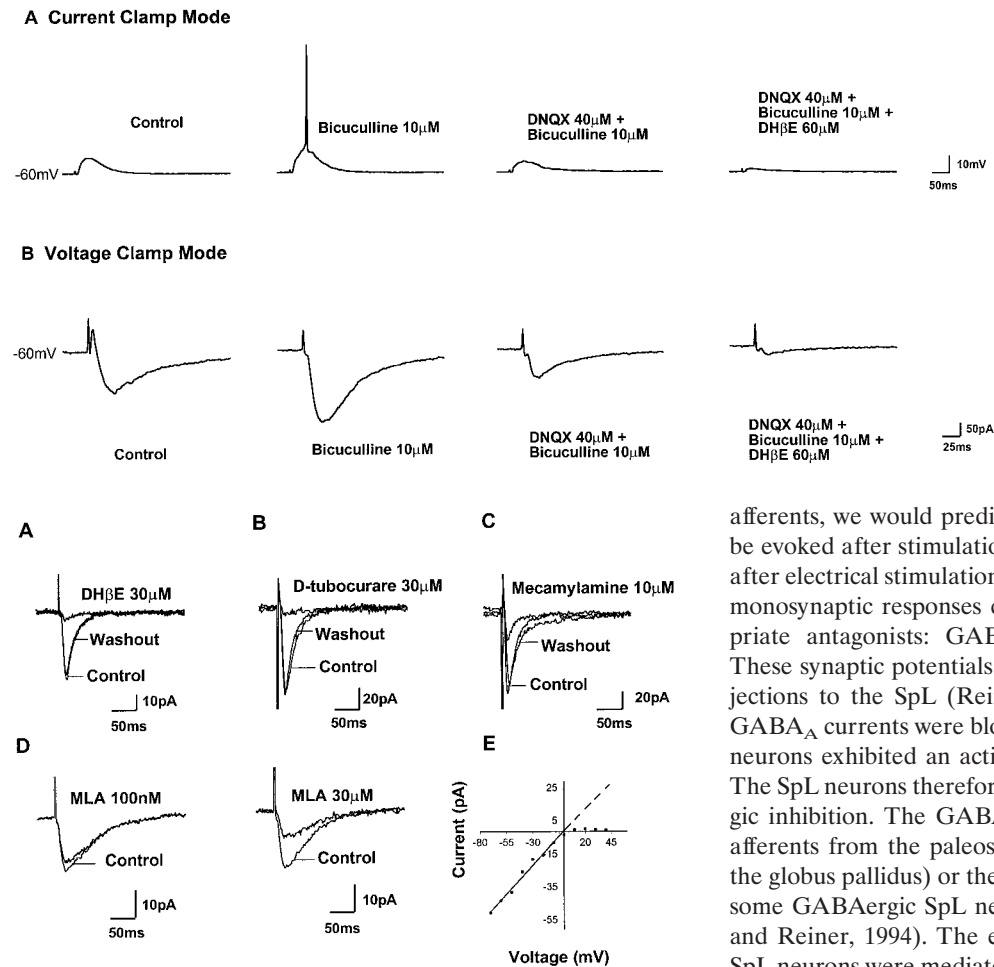 A Current Clamp Mode
Control
Bicuculline 10µM
DNQX 40µM +
Bicuculline 10µM
DNQX 40µM +
Bicuculline 10µM +
DHβE 60µM
-60mV
10mV
50ms
B Voltage Clamp Mode
-60mV
Control
Bicuculline 10µM
DNQX 40µM +
Bicuculline 10µM
DNQX 40µM +
Bicuculline 10µM +
DHβE 60µM
50pA
25ms
A
DHβE 30µM
Washout
Control
10pA
50ms
B
D-tubocurare 30µM
Washout
Control
20pA
50ms
C
Mecamylamine 10µM
Washout
Control
20pA
50ms
D
MLA 100nM
Control
10pA
50ms
MLA 30µM
Control
10pA
50ms
E
Current (pA)
25
5
-80 -55 -30 -5 20 45
-15
-35
-55
Voltage (mV)
afferents, we would predi
be evoked after stimulatio
after electrical stimulation
monosynaptic responses
priate antagonists: GAB
These synaptic potentials
jections to the SpL (Rei
GABA_A currents were blo
neurons exhibited an acti
The SpL neurons therefor
gic inhibition. The GABA
afferents from the paleos
the globus pallidus) or the
some GABAergic SpL ne
and Reiner, 1994). The e
SpL neurons were mediate